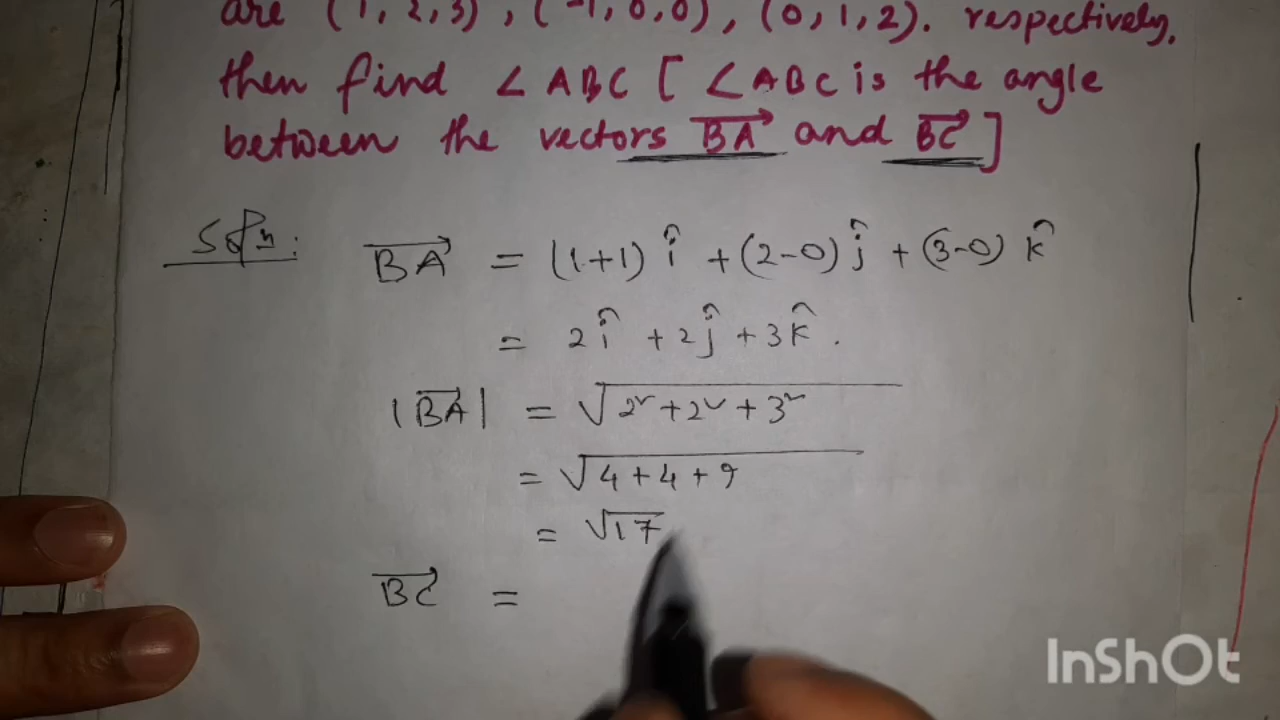 are (1, 2, 3), (-1, 0, 0), (0, 1, 2). respectively,
then find ∠ABC [ ∠ABC is the angle
between the vectors BA⃗ and BC⃗ ]
Solⁿ: BA⃗ = (1+1) î + (2-0) ĵ + (3-0) k̂
= 2î + 2ĵ + 3k̂.
|BA⃗| = √2² + 2² + 3²
= √4 + 4 + 9
= √17
BC⃗ =
InShOt